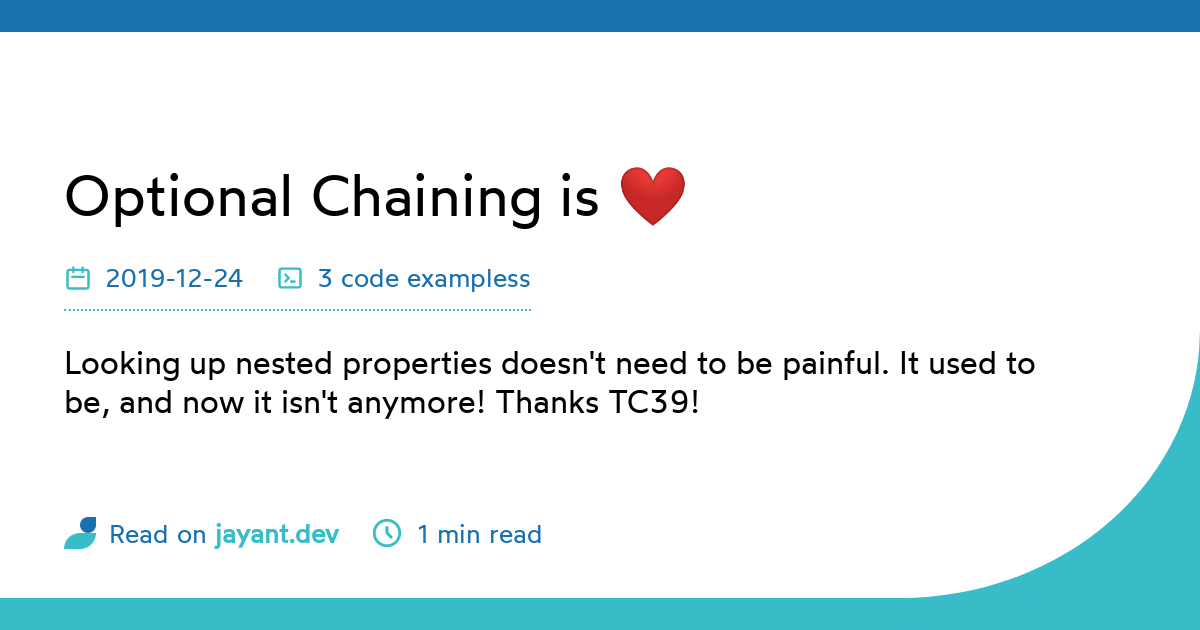 Optional Chaining is ❤️
2019-12-24 3 code exampless
Looking up nested properties doesn't need to be painful. It used to
be, and now it isn't anymore! Thanks TC39!
Read on jayant.dev 1 min read